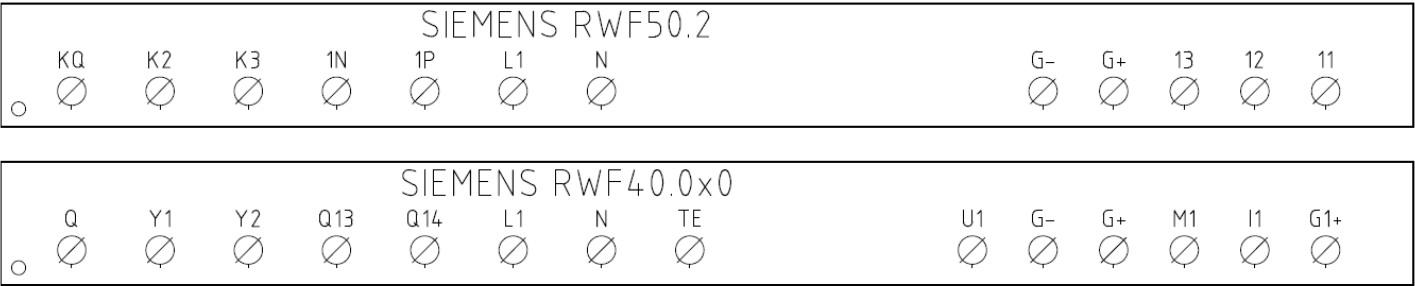 SIEMENS RWF50.2
KQ K2 K3 1N 1P L1 N G- G+ 13 12 11
SIEMENS RWF40.0x0
Q Y1 Y2 Q13 Q14 L1 N TE U1 G- G+ M1 I1 G1+